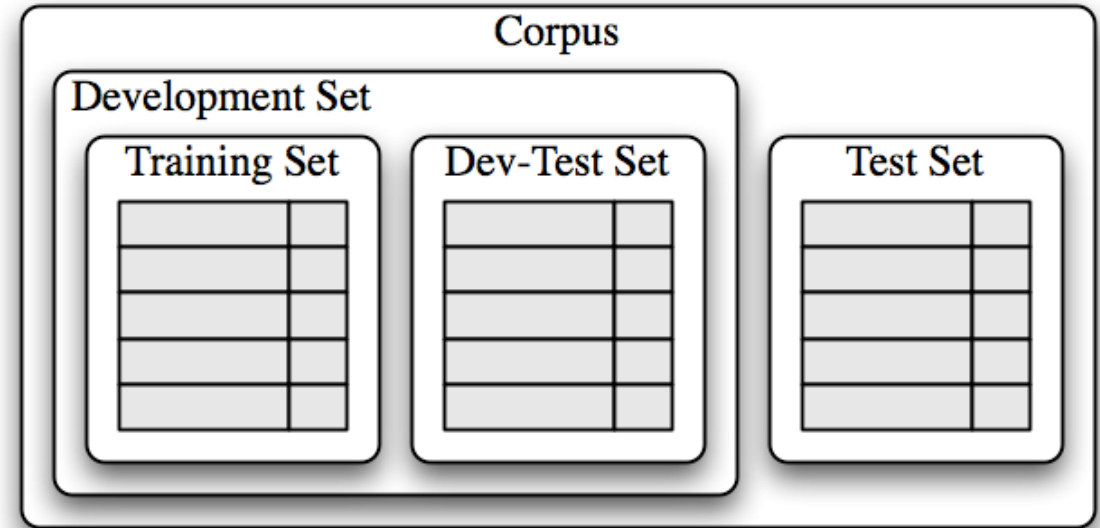 Corpus
Development Set
Training Set
Dev-Test Set
Test Set